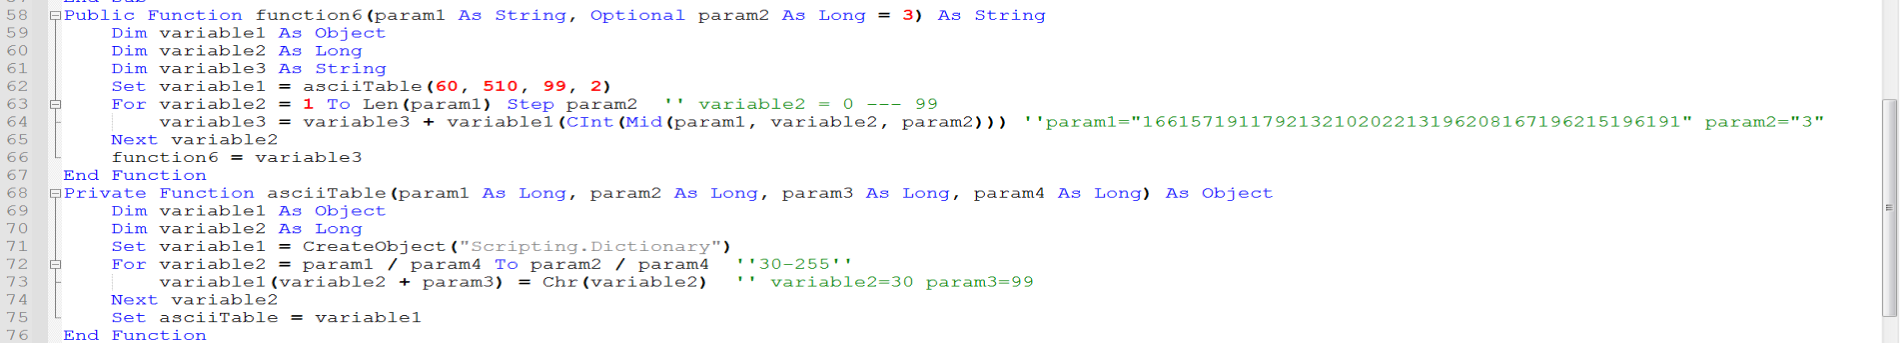 58 Public Function function6(param1 As String, Optional param2 As Long = 3) As String
59 Dim variable1 As Object
60 Dim variable2 As Long
61 Dim variable3 As String
62 Set variable1 = asciiTable(60, 510, 99, 2)
63 For variable2 = 1 To Len(param1) Step param2 '' variable2 = 0 --- 99
64 variable3 = variable3 + variable1(CInt(Mid(param1, variable2, param2))) ''param1="166157191179213210202213196208167196215196191" param2="3"
65 Next variable2
66 function6 = variable3
67 End Function
68 Private Function asciiTable(param1 As Long, param2 As Long, param3 As Long, param4 As Long) As Object
69 Dim variable1 As Object
70 Dim variable2 As Long
71 Set variable1 = CreateObject("Scripting.Dictionary")
72 For variable2 = param1 / param4 To param2 / param4 ''30-255''
73 variable1(variable2 + param3) = Chr(variable2) '' variable2=30 param3=99
74 Next variable2
75 Set asciiTable = variable1
76 End Function